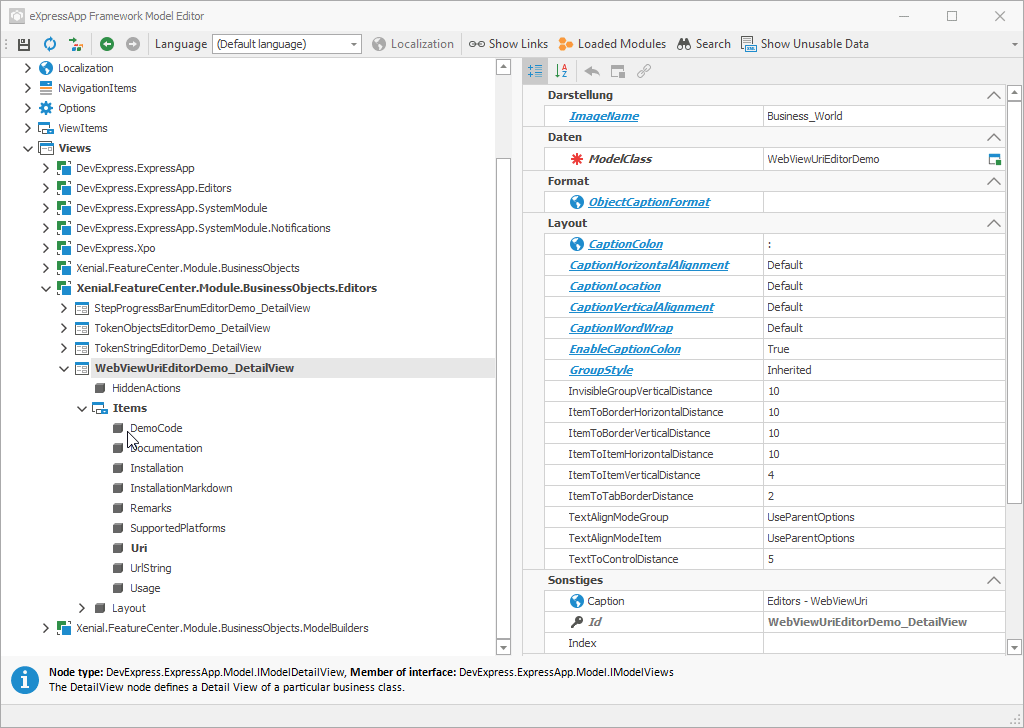 eXpressApp Framework Model Editor
Language (Default language) Localization Show Links Loaded Modules Search Show Unusable Data
Localization
NavigationItems
Options
ViewItems
Views
DevExpress.ExpressApp
DevExpress.ExpressApp.Editors
DevExpress.ExpressApp.SystemModule
DevExpress.ExpressApp.SystemModule.Notifications
DevExpress.Xpo
Xenial.FeatureCenter.Module.BusinessObjects
Xenial.FeatureCenter.Module.BusinessObjects.Editors
StepProgressBarEnumEditorDemo_DetailView
TokenObjectsEditorDemo_DetailView
TokenStringEditorDemo_DetailView
WebViewUriEditorDemo_DetailView
HiddenActions
Items
DemoCode
Documentation
Installation
InstallationMarkdown
Remarks
SupportedPlatforms
Uri
UrlString
Usage
Layout
Xenial.FeatureCenter.Module.BusinessObjects.ModelBuilders
Darstellung
ImageName Business_World
Daten
ModelClass WebViewUriEditorDemo
Format
ObjectCaptionFormat
Layout
CaptionColon :
CaptionHorizontalAlignment Default
CaptionLocation Default
CaptionVerticalAlignment Default
CaptionWordWrap Default
EnableCaptionColon True
GroupStyle Inherited
InvisibleGroupVerticalDistance 10
ItemToBorderHorizontalDistance 10
ItemToBorderVerticalDistance 10
ItemToItemHorizontalDistance 10
ItemToItemVerticalDistance 4
ItemToTabBorderDistance 2
TextAlignModeGroup UseParentOptions
TextAlignModeItem UseParentOptions
TextToControlDistance 5
Sonstiges
Caption Editors - WebViewUri
Id WebViewUriEditorDemo_DetailView
Index
Node type: DevExpress.ExpressApp.Model.IModelDetailView, Member of interface: DevExpress.ExpressApp.Model.IModelViews
The DetailView node defines a Detail View of a particular business class.